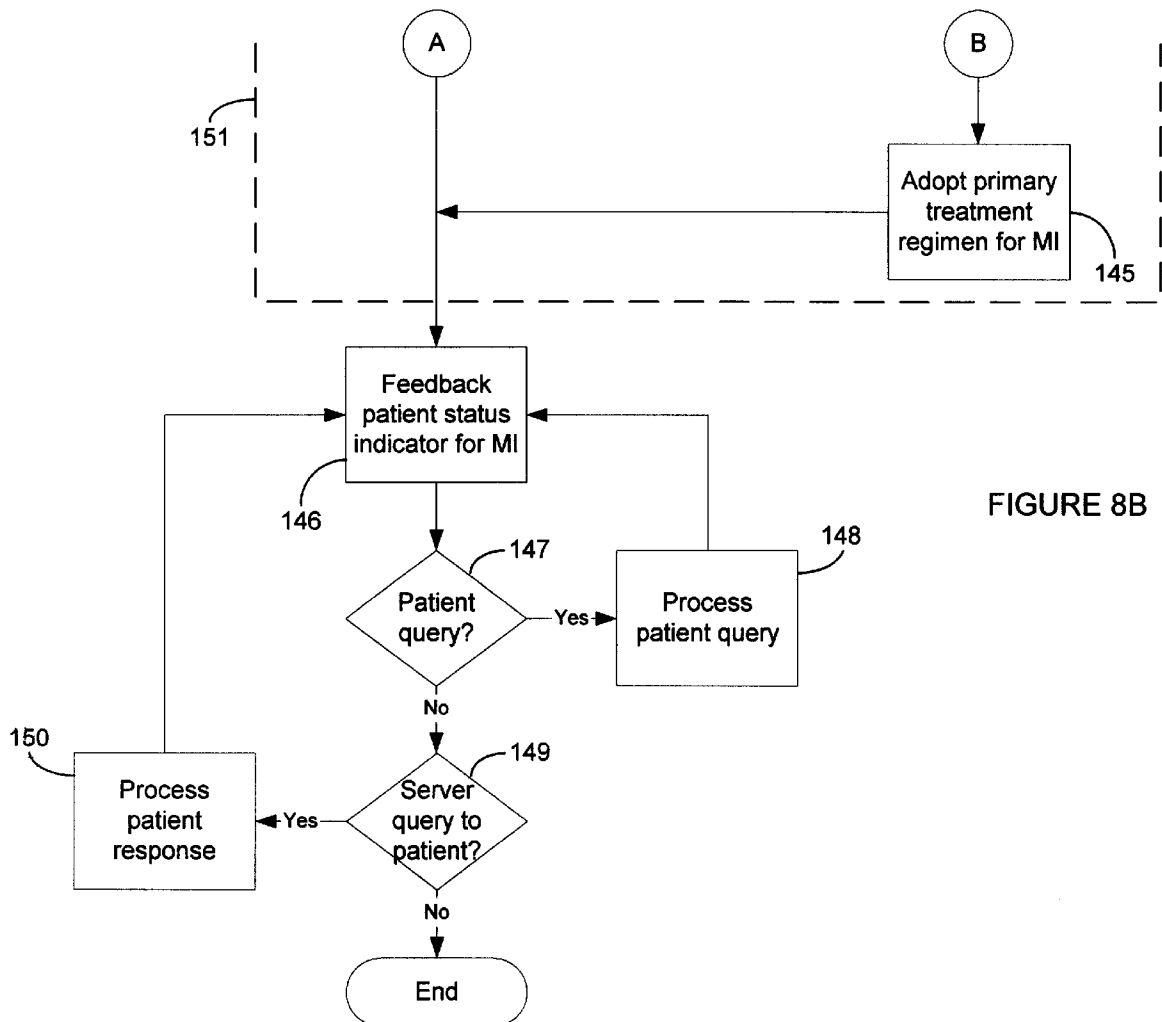 A
B
151
Adopt primary
treatment
regimen for MI
145
Feedback
patient status
indicator for MI
146
FIGURE 8B
147
148
Patient
query?
Yes
Process
patient query
No
150
149
Process
patient
response
Yes
Server
query to
patient?
No
End